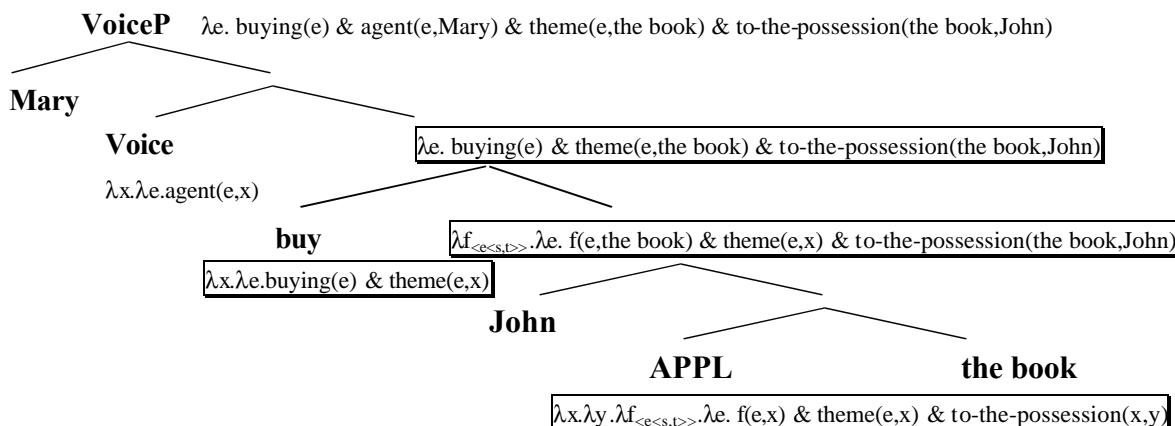 VoiceP λe. buying(e) & agent(e,Mary) & theme(e,the book) & to-the-possession(the book,John)
Mary
Voice λe. buying(e) & theme(e,the book) & to-the-possession(the book,John)
λx.λe.agent(e,x)
buy λf<e<s,t>>.λe. f(e,the book) & theme(e,x) & to-the-possession(the book,John)
λx.λe.buying(e) & theme(e,x)
John
APPL the book
λx.λy.λf<e<s,t>>.λe. f(e,x) & theme(e,x) & to-the-possession(x,y)